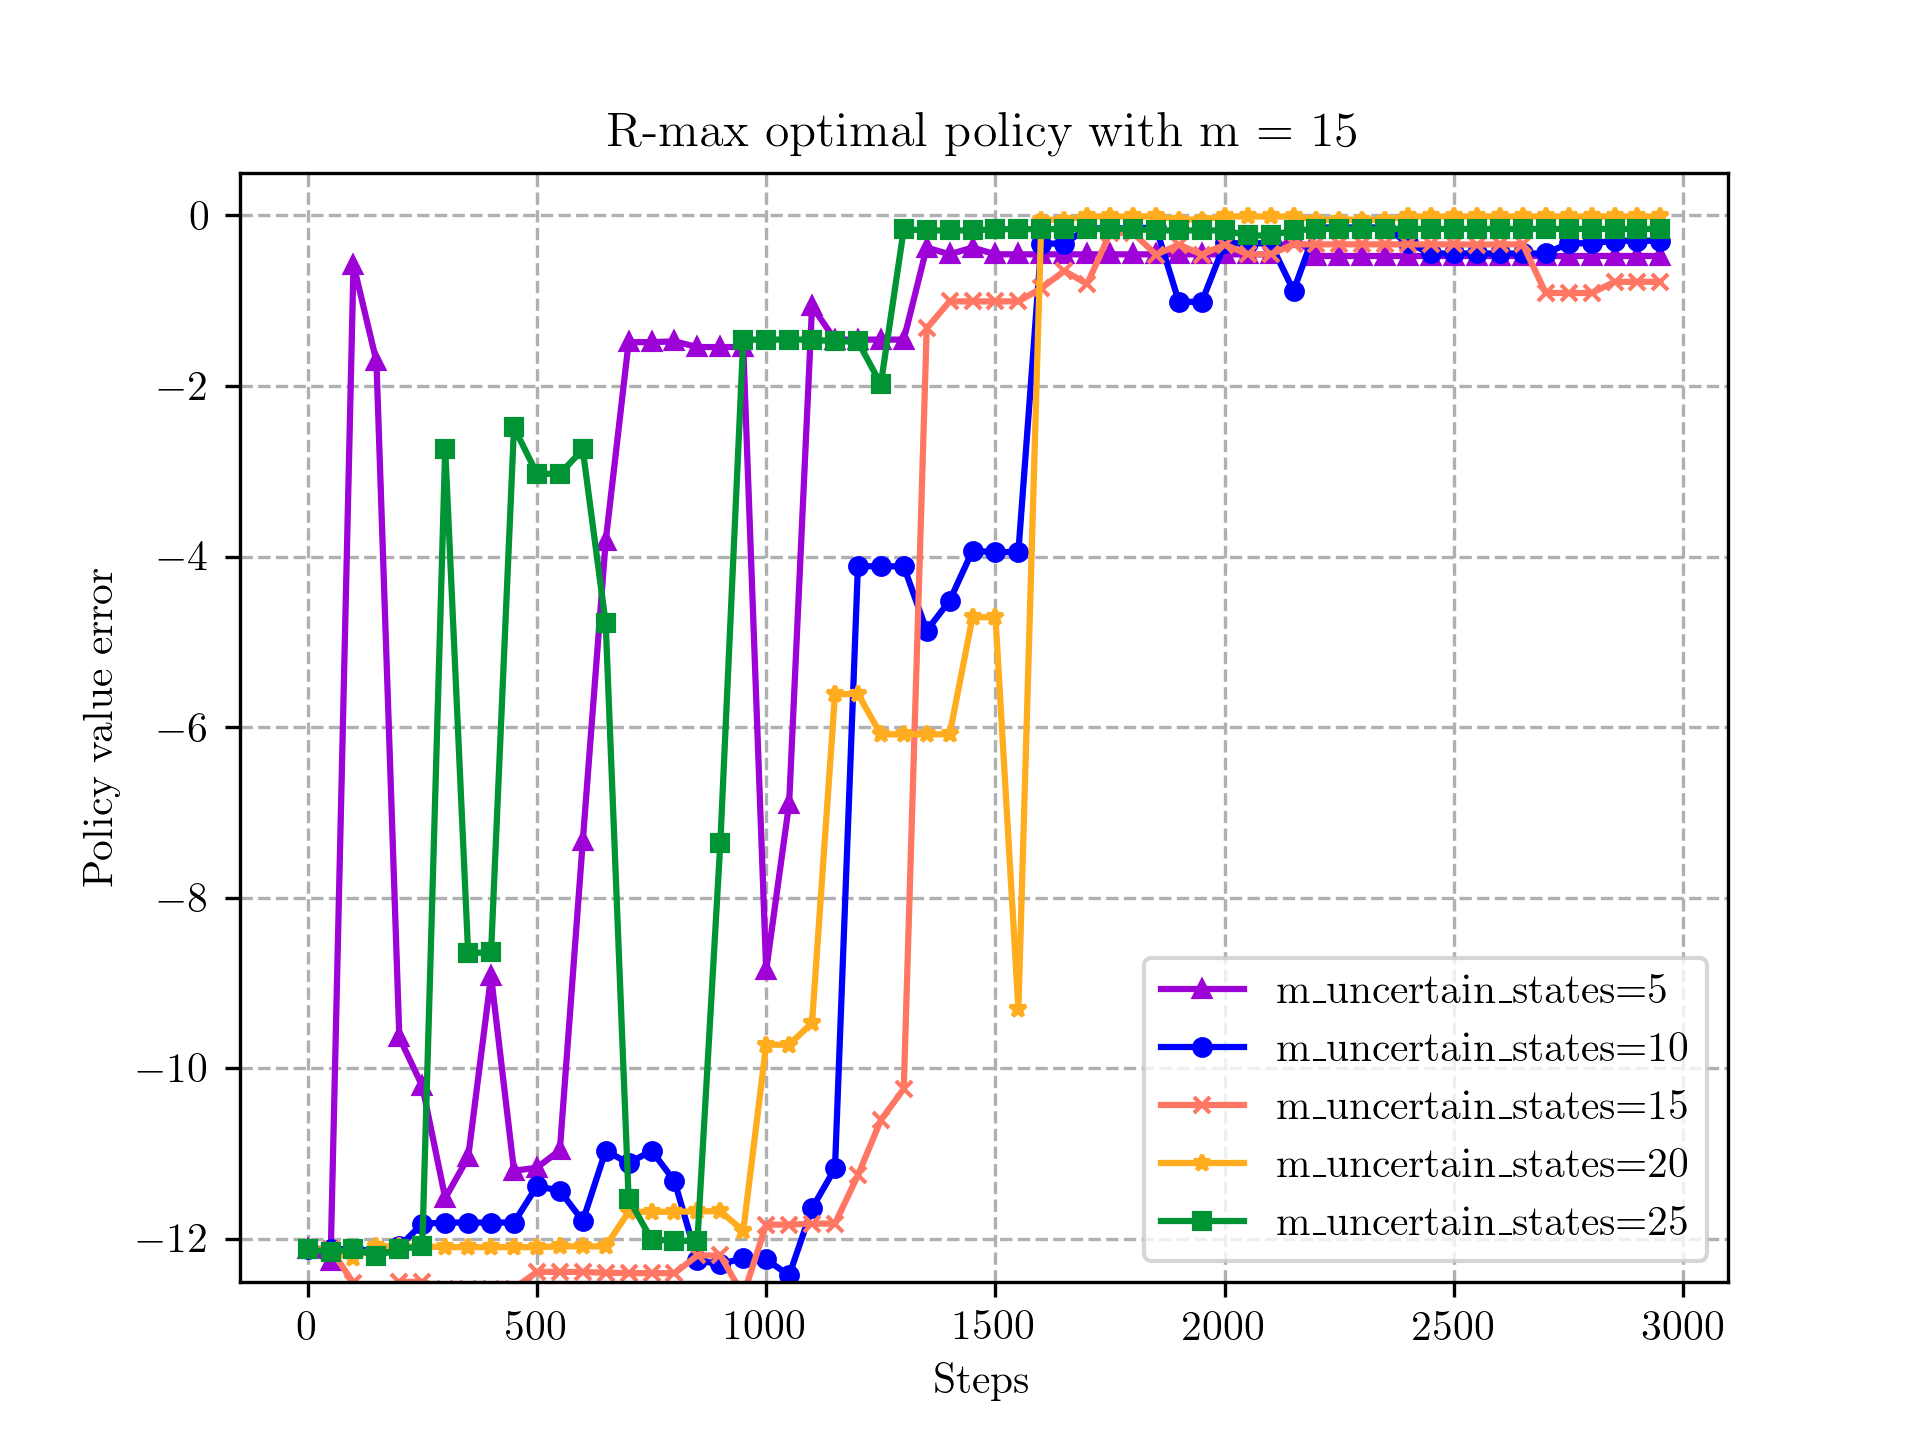 R-max optimal policy with m = 15
Policy value error
0
−2
−4
−6
−8
−10
−12
0 500 1000 1500 2000 2500 3000
Steps
m_uncertain_states=5
m_uncertain_states=10
m_uncertain_states=15
m_uncertain_states=20
m_uncertain_states=25